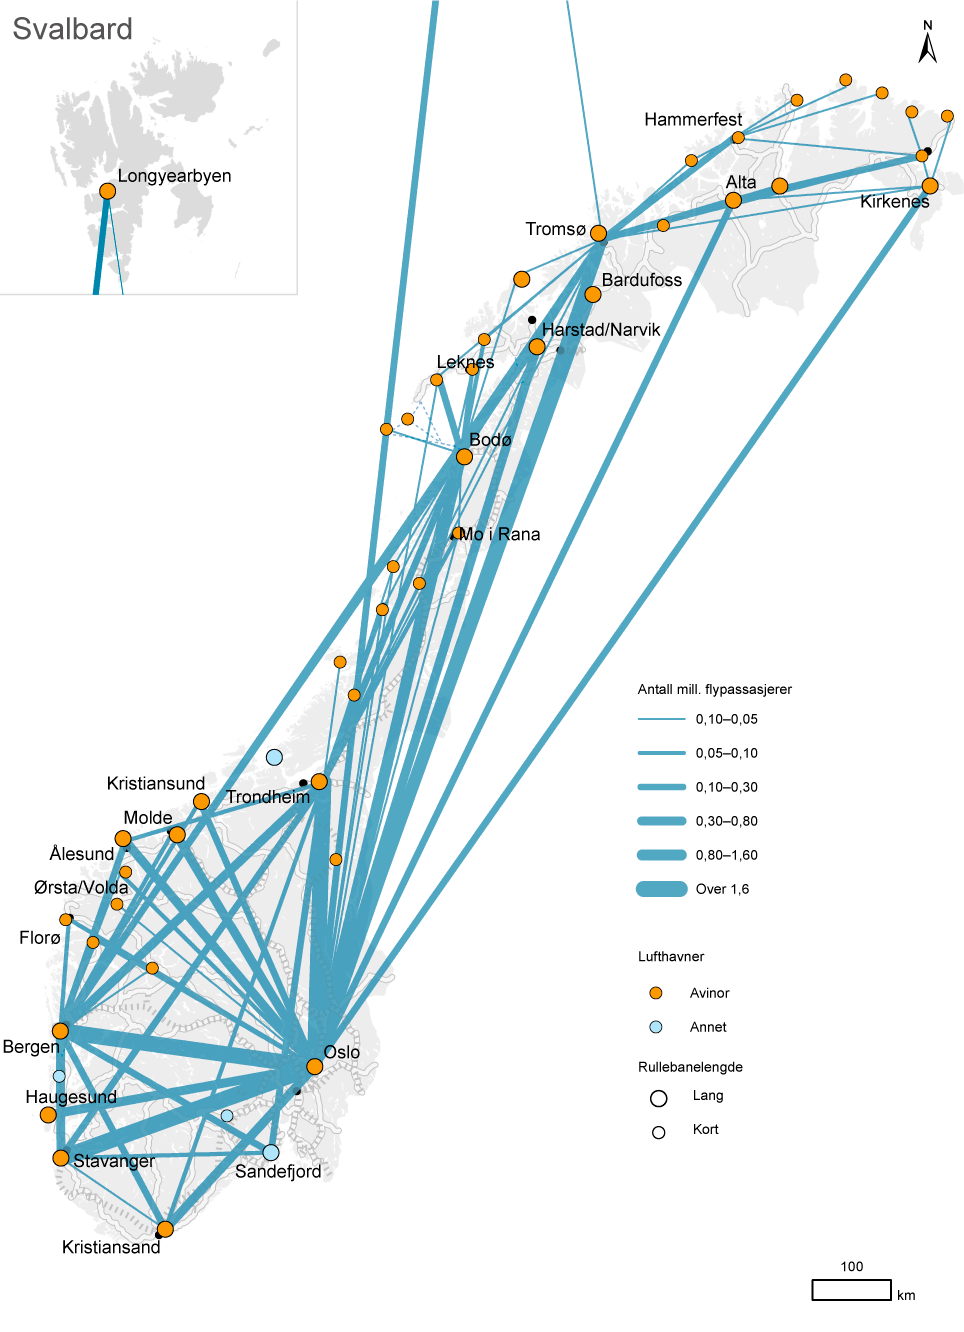 Svalbard
N
Longyearbyen
Hammerfest
Alta
Kirkenes
Tromsø
Bardufoss
Harstad/Narvik
Leknes
Bodø
Mo i Rana
Antall mill. flypassasjerer
0,10–0,05
0,05–0,10
0,10–0,30
0,30–0,80
0,80–1,60
Over 1,6
Kristiansund
Trondheim
Molde
Ålesund
Ørsta/Volda
Florø
Lufthavner
Avinor
Annet
Bergen
Oslo
Rullebanelengde
Lang
Kort
Haugesund
Stavanger
Sandefjord
Kristiansand
100
km